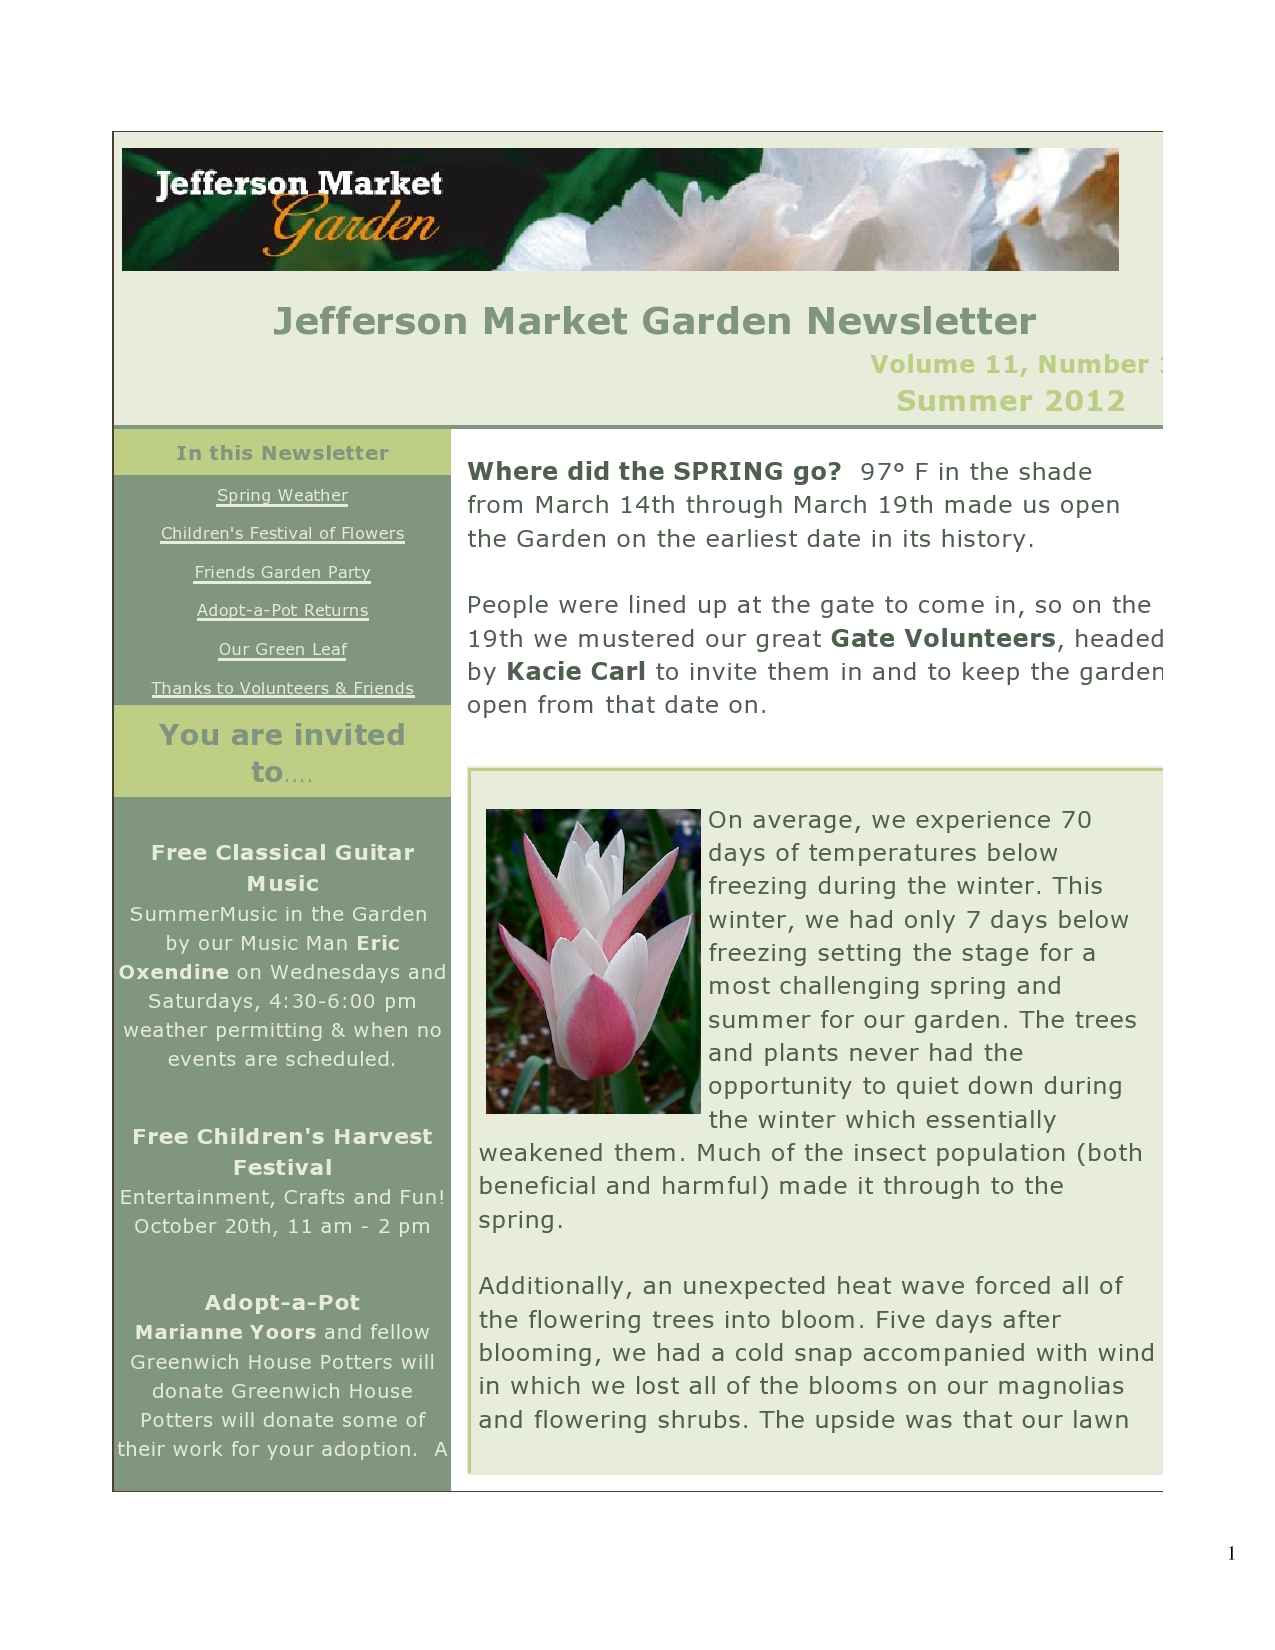 Jefferson Market
Garden
Jefferson Market Garden Newsletter
Volume 11, Number
Summer 2012
In this Newsletter
Spring Weather
Children's Festival of Flowers
Friends Garden Party
Adopt-a-Pot Returns
Our Green Leaf
Thanks to Volunteers & Friends
You are invited
to....
Free Classical Guitar
Music
SummerMusic in the Garden
by our Music Man Eric
Oxendine on Wednesdays and
Saturdays, 4:30-6:00 pm
weather permitting & when no
events are scheduled.
Free Children's Harvest
Festival
Entertainment, Crafts and Fun!
October 20th, 11 am - 2 pm
Adopt-a-Pot
Marianne Yoors and fellow
Greenwich House Potters will
donate Greenwich House
Potters will donate some of
their work for your adoption.  A
Where did the SPRING go?  97° F in the shade
from March 14th through March 19th made us open
the Garden on the earliest date in its history.
People were lined up at the gate to come in, so on the
19th we mustered our great Gate Volunteers, headed
by Kacie Carl to invite them in and to keep the garden
open from that date on.
On average, we experience 70
days of temperatures below
freezing during the winter. This
winter, we had only 7 days below
freezing setting the stage for a
most challenging spring and
summer for our garden. The trees
and plants never had the
opportunity to quiet down during
the winter which essentially
weakened them. Much of the insect population (both
beneficial and harmful) made it through to the
spring.
Additionally, an unexpected heat wave forced all of
the flowering trees into bloom. Five days after
blooming, we had a cold snap accompanied with wind
in which we lost all of the blooms on our magnolias
and flowering shrubs. The upside was that our lawn
1